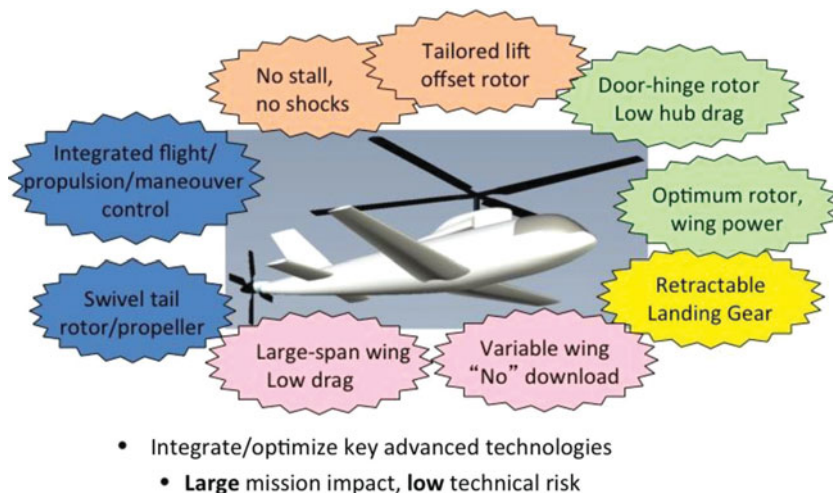 No stall,
no shocks
Tailored lift
offset rotor
Door-hinge rotor
Low hub drag
Integrated flight/
propulsion/maneouver
control
Optimum rotor,
wing power
Swivel tail
rotor/propeller
Retractable
Landing Gear
Large-span wing
Low drag
Variable wing
“No” download
• Integrate/optimize key advanced technologies
• Large mission impact, low technical risk